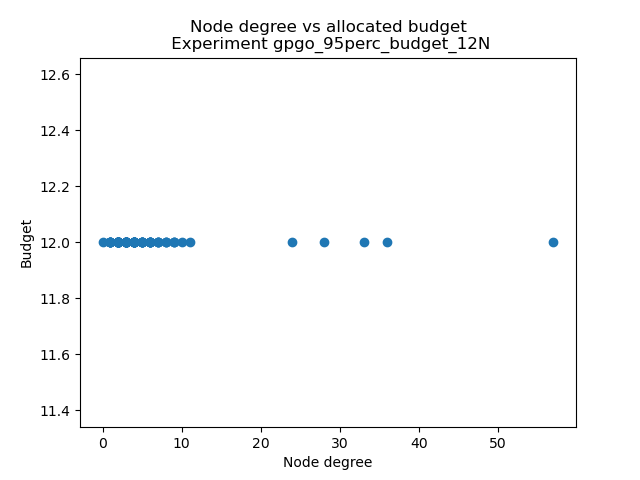 Node degree vs allocated budget
Experiment gpgo_95perc_budget_12N
12.6
12.4
12.2
12.0
11.8
11.6
11.4
Budget
0 10 20 30 40 50
Node degree